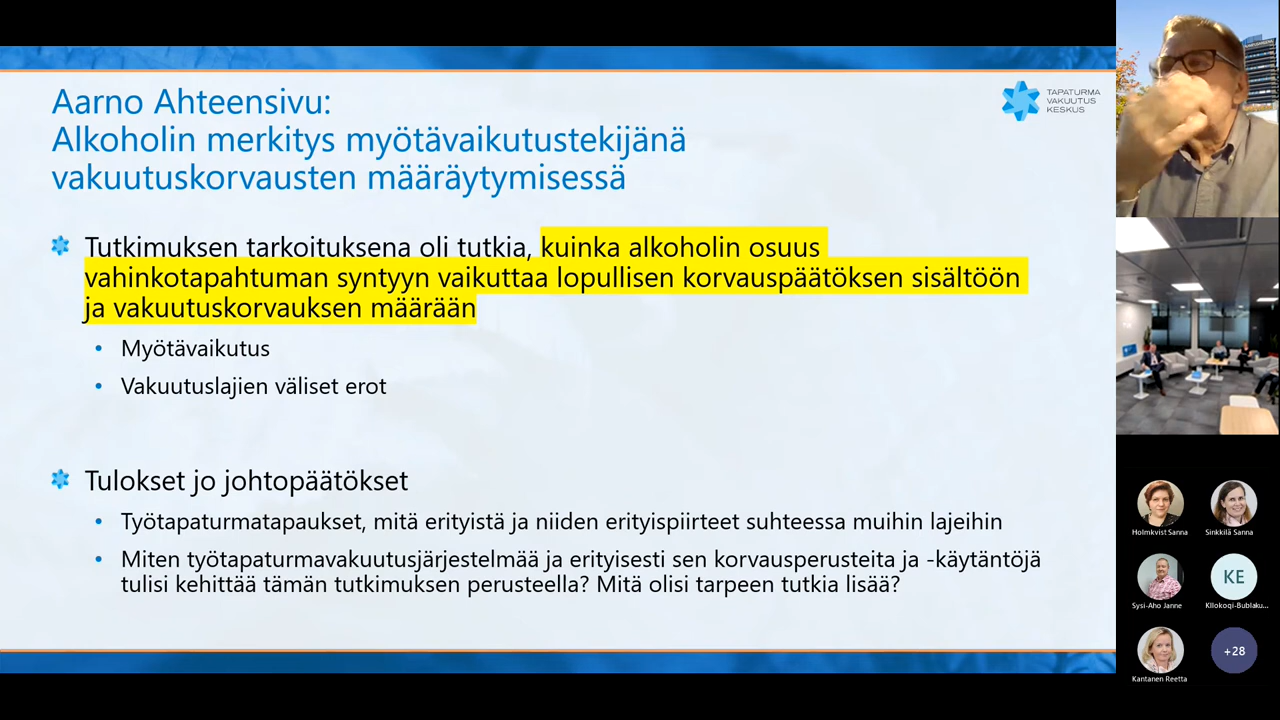 Aarno Ahteensivu:
Alkoholin merkitys myötävaikutustekijänä
vakuutuskorvausten määräytymisessä
TAPATURMA
VAKUUTUS
KESKUS
Tutkimuksen tarkoituksena oli tutkia, kuinka alkoholin osuus
vahinkotapahtuman syntyyn vaikuttaa lopullisen korvauspäätöksen sisältöön
ja vakuutuskorvauksen määrään
• Myötävaikutus
• Vakuutuslajien väliset erot
Tulokset jo johtopäätökset
• Työtapaturmatapaukset, mitä erityistä ja niiden erityispiirteet suhteessa muihin lajeihin
• Miten työtapaturmavakuutusjärjestelmää ja erityisesti sen korvausperusteita ja -käytäntöjä
tulisi kehittää tämän tutkimuksen perusteella? Mitä olisi tarpeen tutkia lisää?
Holmkvist Sanna
Sinkkilä Sanna
KE
Sysi-Aho Janne
Kllokoqi-Bublaku...
+28
Kantanen Reetta